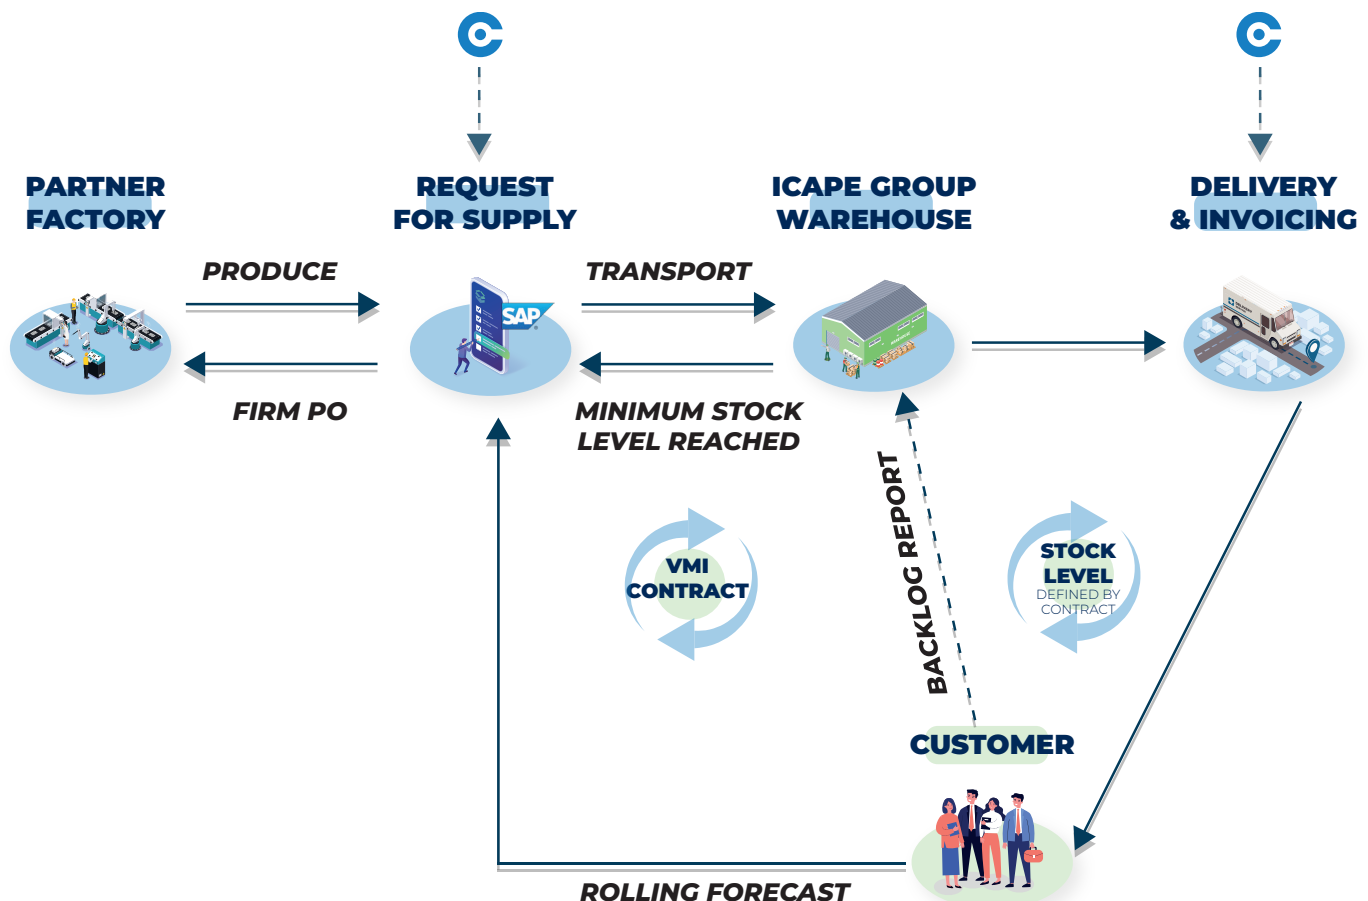 PARTNER
FACTORY
REQUEST
FOR SUPPLY
ICAPE GROUP
WAREHOUSE
DELIVERY
& INVOICING
PRODUCE
TRANSPORT
SAP
FIRM PO
MINIMUM STOCK
LEVEL REACHED
BACKLOG REPORT
VMI
CONTRACT
STOCK
LEVEL
DEFINED BY
CONTRACT
CUSTOMER
ROLLING FORECAST